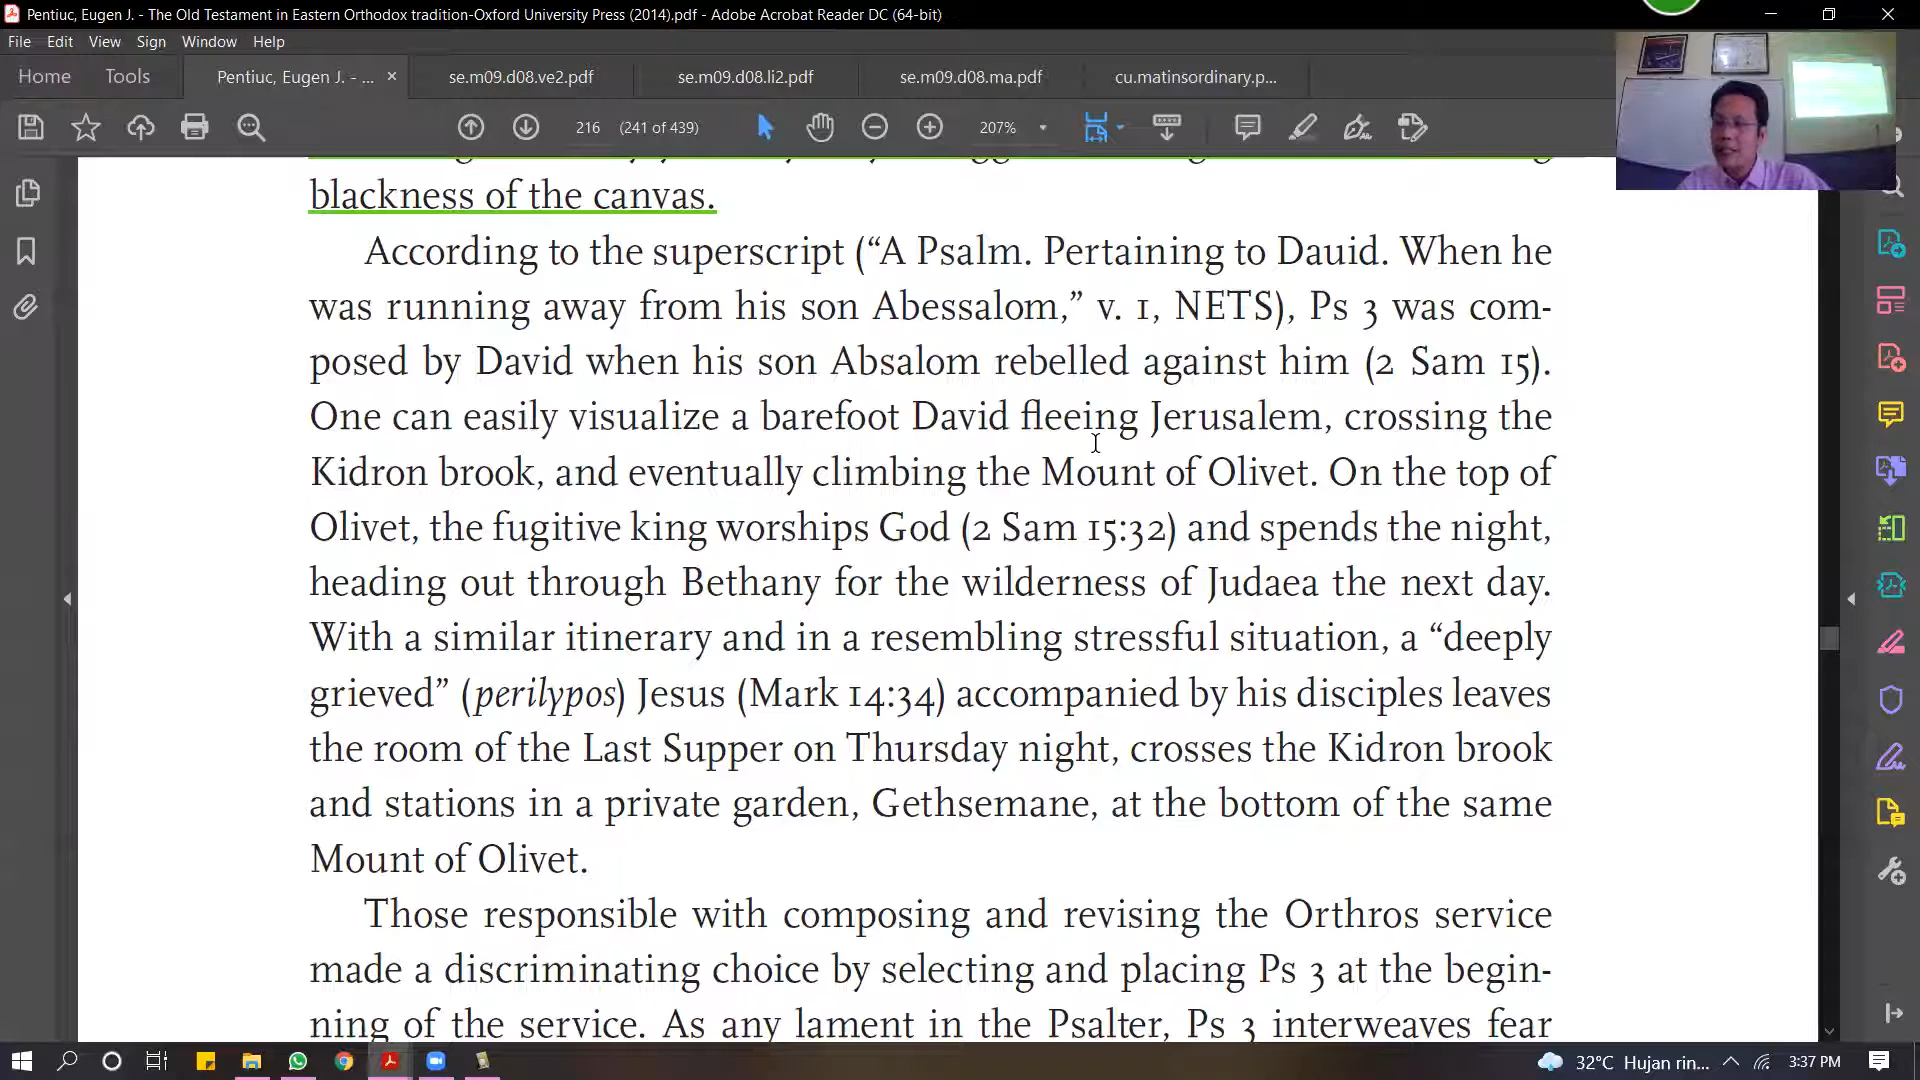 Pentiuc, Eugen J. - The Old Testament in Eastern Orthodox tradition-Oxford University Press (2014).pdf - Adobe Acrobat Reader DC (64-bit)
File Edit View Sign Window Help
Home Tools Pentiuc, Eugen J. - ... × se.m09.d08.ve2.pdf se.m09.d08.li2.pdf se.m09.d08.ma.pdf cu.matinsordinary.p...
216 (241 of 439) 207%
blackness of the canvas.
According to the superscript (“A Psalm. Pertaining to Dauid. When he
was running away from his son Abessalom,” v. 1, NETS), Ps 3 was com-
posed by David when his son Absalom rebelled against him (2 Sam 15).
One can easily visualize a barefoot David fleeing Jerusalem, crossing the
Kidron brook, and eventually climbing the Mount of Olivet. On the top of
Olivet, the fugitive king worships God (2 Sam 15:32) and spends the night,
heading out through Bethany for the wilderness of Judaea the next day.
With a similar itinerary and in a resembling stressful situation, a “deeply
grieved” (perilypos) Jesus (Mark 14:34) accompanied by his disciples leaves
the room of the Last Supper on Thursday night, crosses the Kidron brook
and stations in a private garden, Gethsemane, at the bottom of the same
Mount of Olivet.
Those responsible with composing and revising the Orthros service
made a discriminating choice by selecting and placing Ps 3 at the begin-
ning of the service. As any lament in the Psalter, Ps 3 interweaves fear
32°C Hujan rin... 3:37 PM